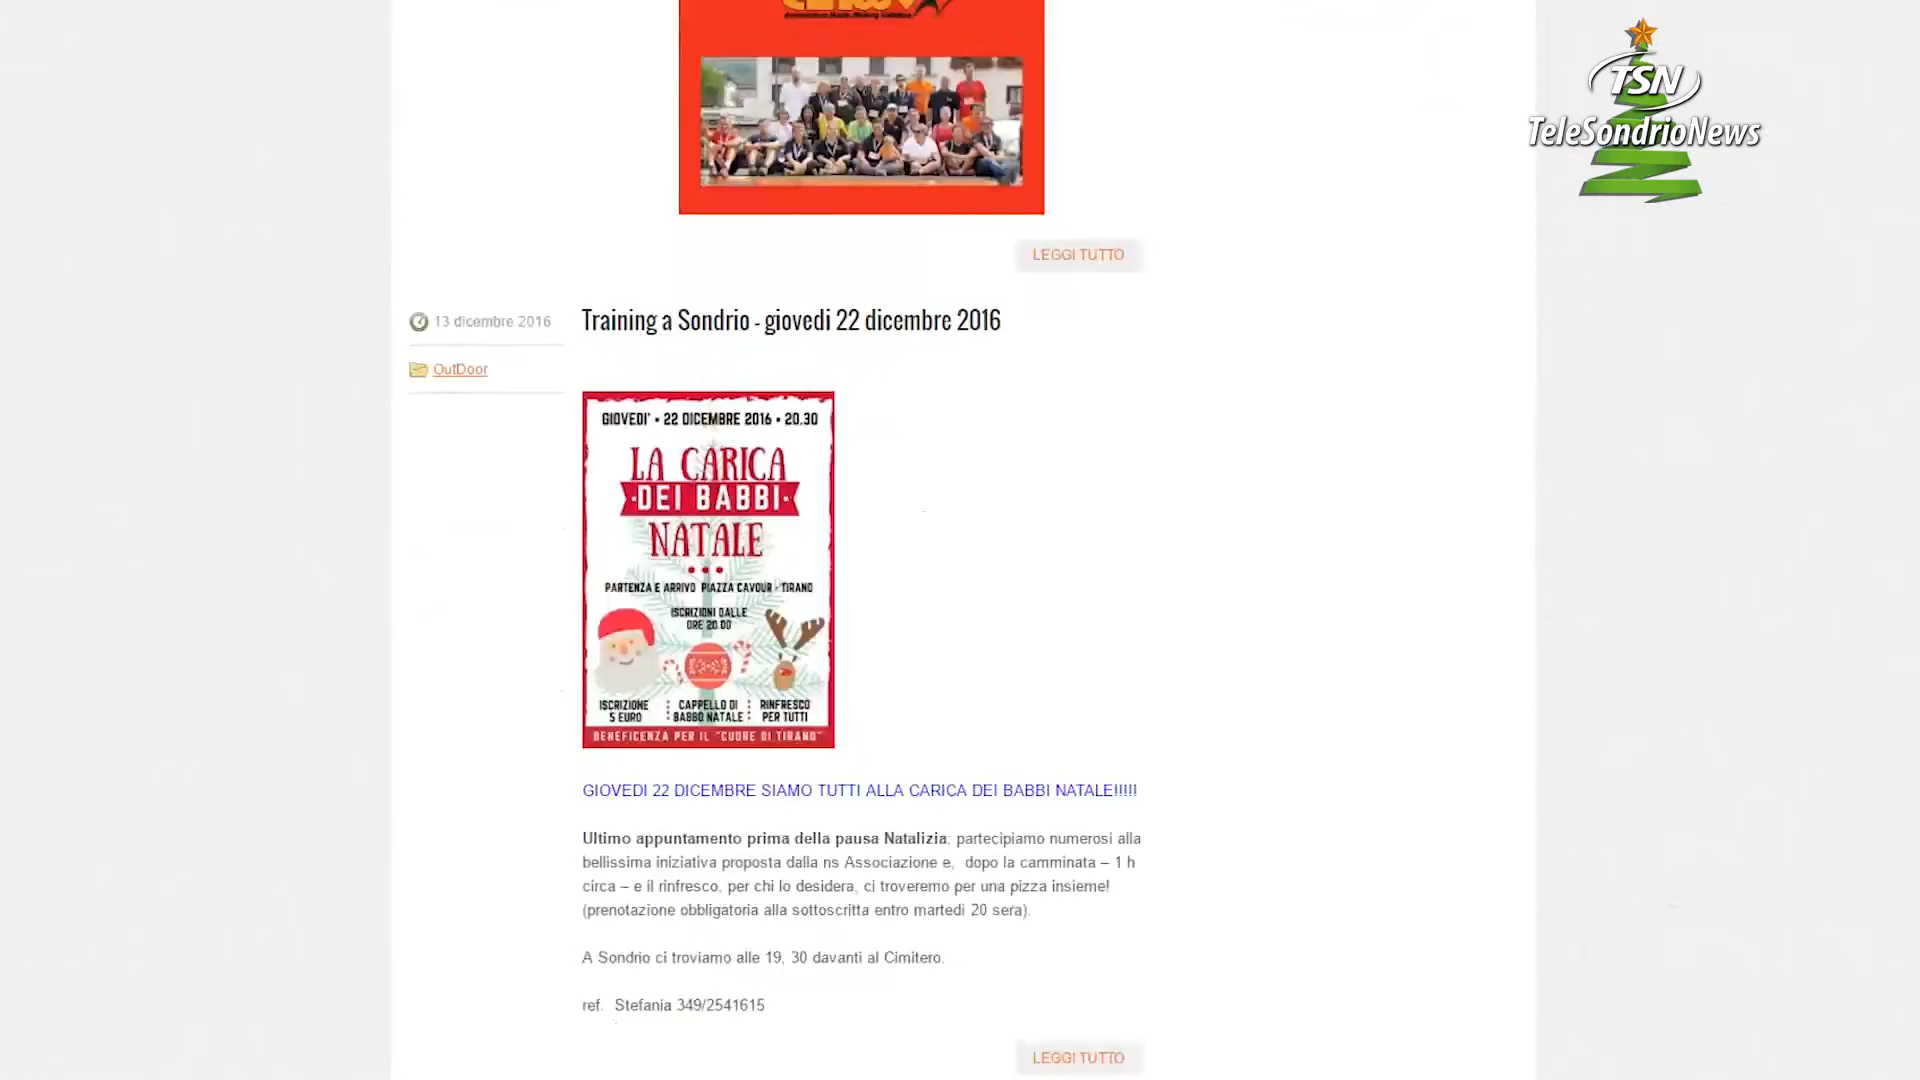 TSN
TeleSondrioNews
LEGGI TUTTO
13 dicembre 2016
Training a Sondrio - giovedi 22 dicembre 2016
OutDoor
GIOVEDI' • 22 DICEMBRE 2016 • 20.30
LA CARICA
•DEI BABBI•
NATALE
PARTENZA E ARRIVO PIAZZA CAVOUR - TIRANO
ISCRIZIONI DALLE
ORE 20.00
ISCRIZIONE
5 EURO
CAPPELLO DI
BABBO NATALE
RINFRESCO
PER TUTTI
BENEFICENZA PER IL "CUORE DI TIRANO"
GIOVEDI 22 DICEMBRE SIAMO TUTTI ALLA CARICA DEI BABBI NATALE!!!!!
Ultimo appuntamento prima della pausa Natalizia; partecipiamo numerosi alla
bellissima iniziativa proposta dalla ns Associazione e, dopo la camminata – 1 h
circa – e il rinfresco, per chi lo desidera, ci troveremo per una pizza insieme!
(prenotazione obbligatoria alla sottoscritta entro martedi 20 sera).
A Sondrio ci troviamo alle 19, 30 davanti al Cimitero.
ref. Stefania 349/2541615
LEGGI TUTTO